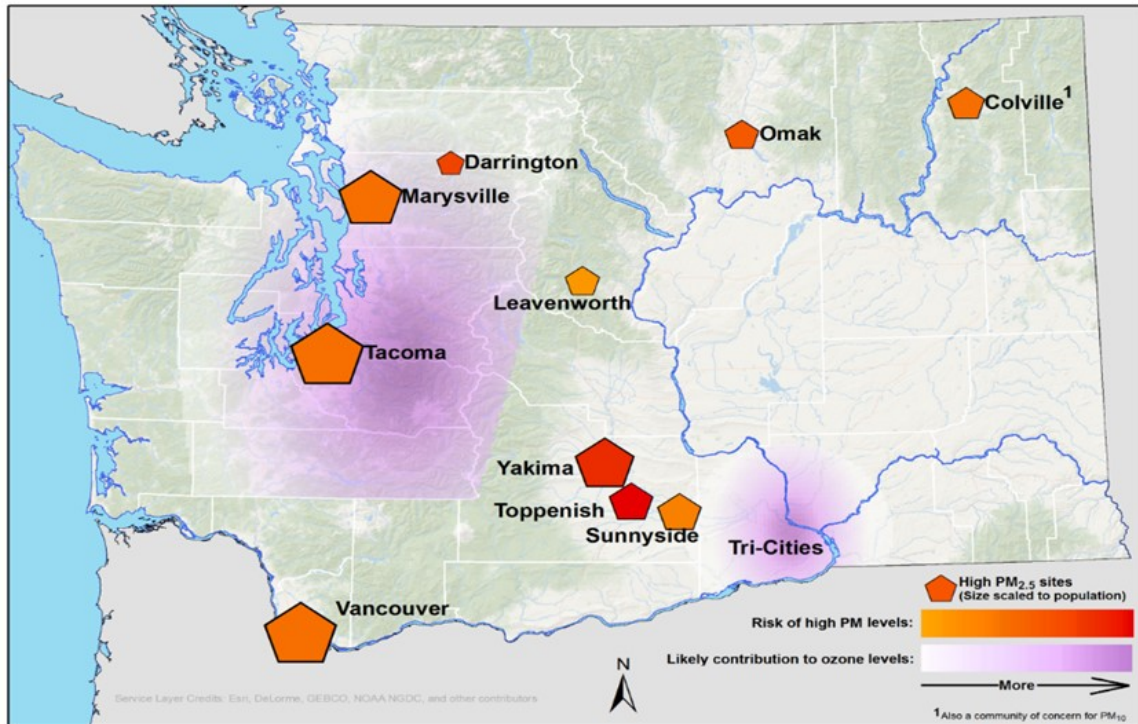 Colville1
Omak
Darrington
Marysville
Leavenworth
Tacoma
Yakima
Toppenish
Sunnyside
Tri-Cities
Vancouver
High PM2.5 sites
(Size scaled to population)
Risk of high PM levels:
Likely contribution to ozone levels:
More
N
Service Layer Credits: Esri, DeLorme, GEBCO, NOAA NGDC, and other contributors
1Also a community of concern for PM10